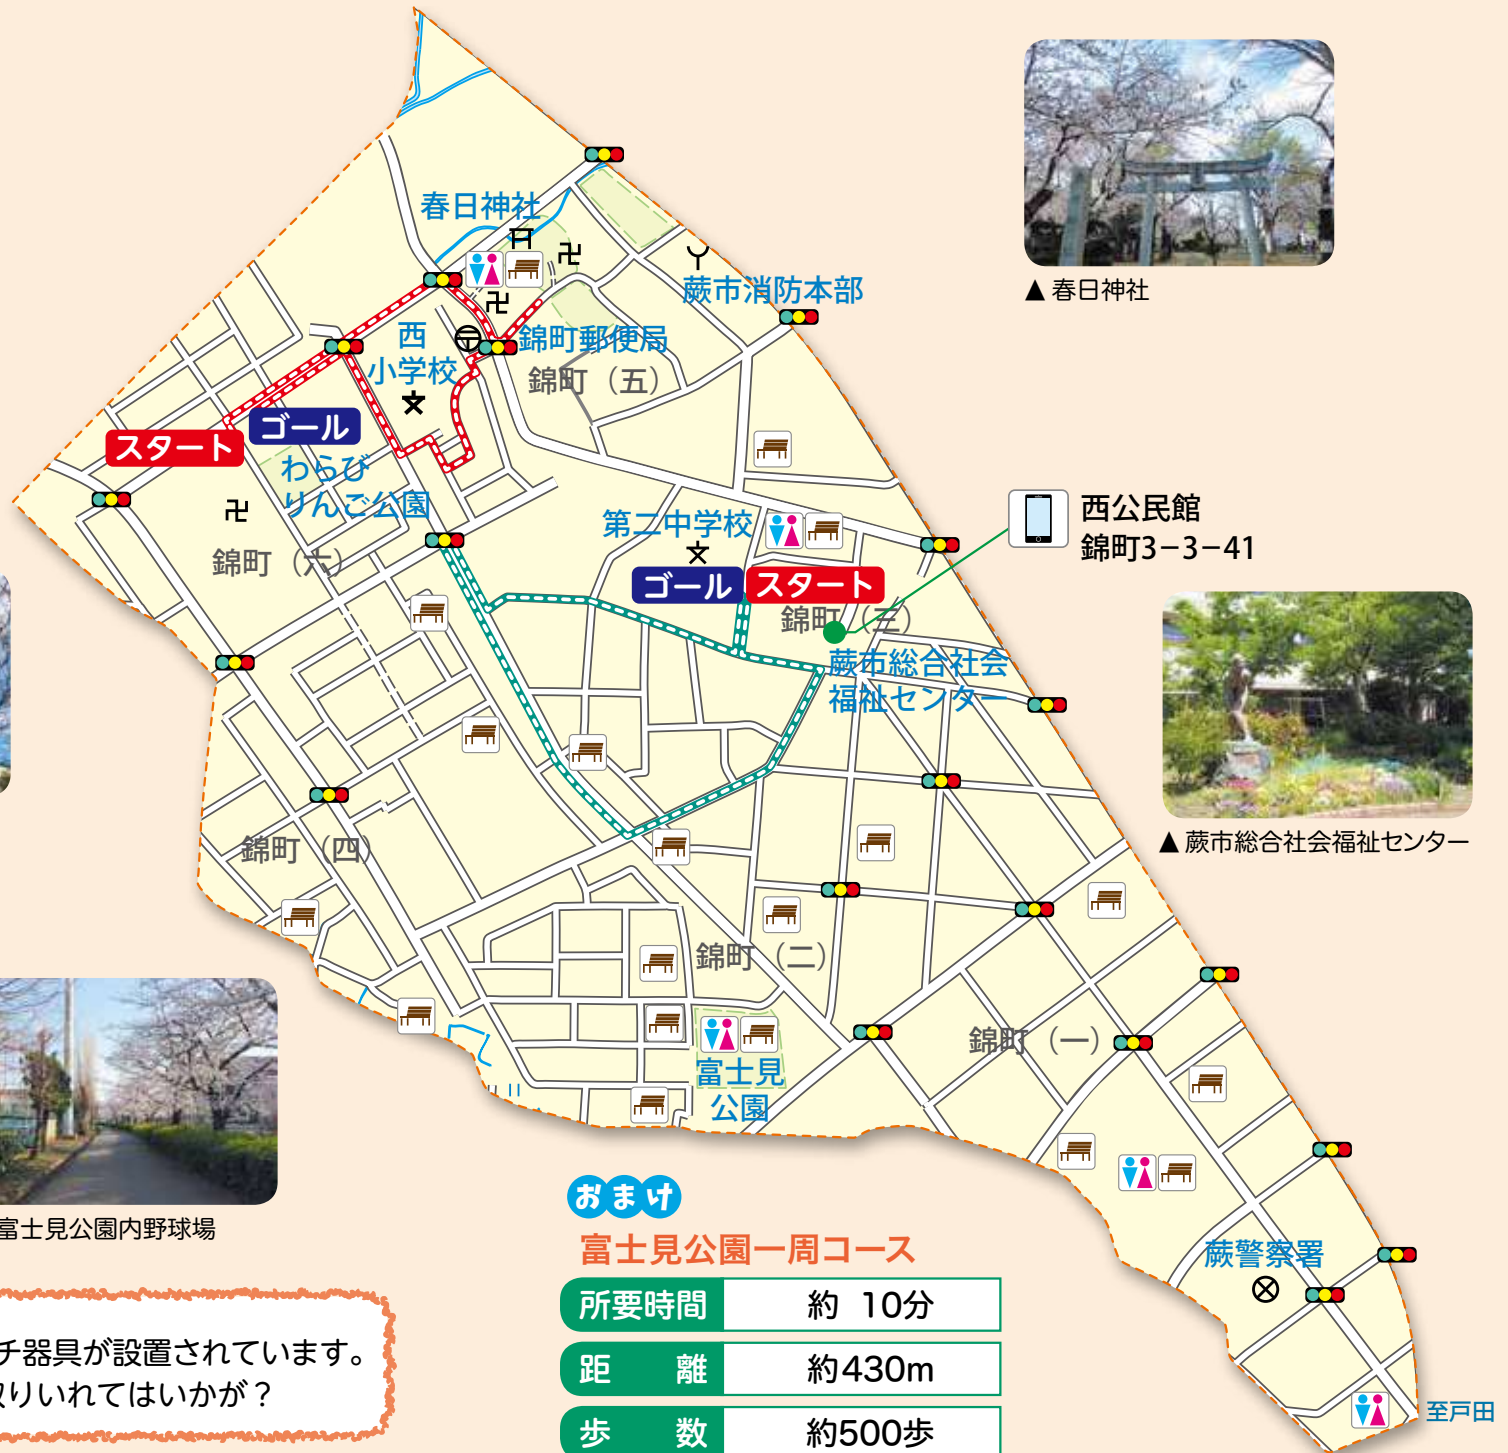 春日神社
▲ 春日神社
蕨市消防本部
西
小学校
錦町郵便局
錦町（五）
スタート
ゴール
わらび
りんご公園
西公民館
錦町3−3−41
第二中学校
錦町（六）
ゴール
スタート
錦町（三）
蕨市総合社会
福祉センター
▲ 蕨市総合社会福祉センター
錦町（四）
錦町（二）
錦町（一）
富士見
公園
富士見公園内野球場
おまけ
富士見公園一周コース
所要時間 約 10分
距 離 約430m
歩 数 約500歩
チ器具が設置されています。
りいれてはいかが？
蕨警察署
至戸田